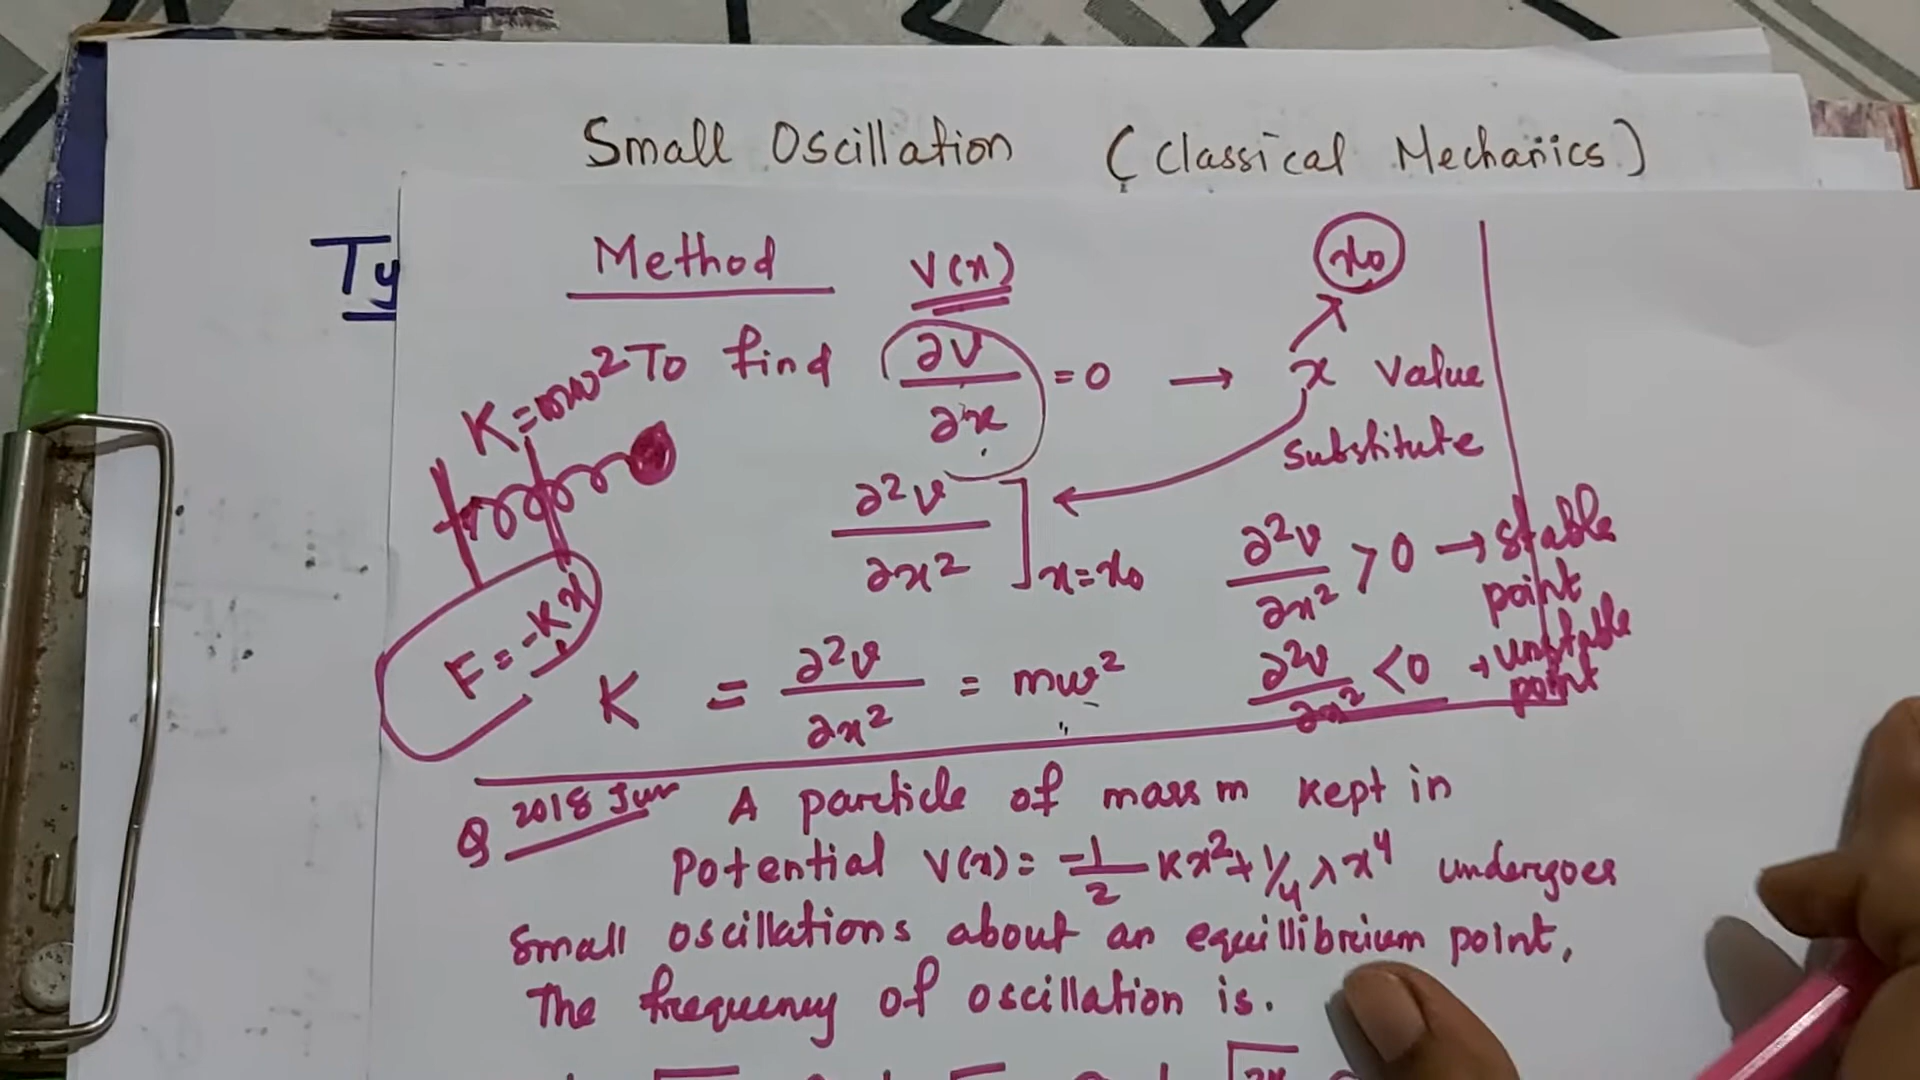 Small Oscillation (Classical Mechanics)
Ty
Method V(x) x₀
K=mω² To find ∂V/∂x =0 → x value
substitute
∂²V/∂x² ]x=x₀
∂²V/∂x² > 0 → stable point
F=-Kx
K = ∂²V/∂x² = mω²
∂²V/∂x² <0 → unstable point
Q 2018 Jun A particle of mass m kept in
Potential V(x)= -1/2 Kx²+1/4 λx⁴ undergoes
Small oscillations about an equillibrium point,
The frequency of oscillation is.